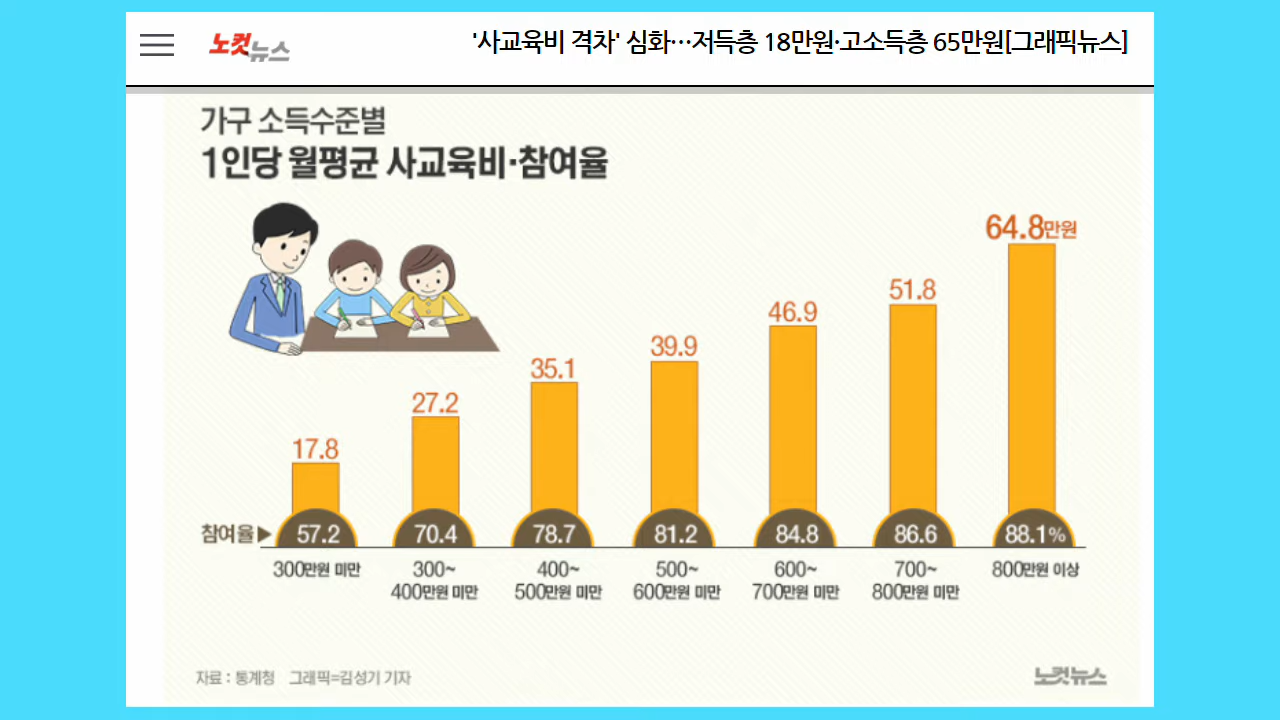 노컷뉴스
'사교육비 격차' 심화…저득층 18만원·고소득층 65만원[그래픽뉴스]
가구 소득수준별
1인당 월평균 사교육비·참여율
17.8
27.2
35.1
39.9
46.9
51.8
64.8만원
참여율▶ 57.2 70.4 78.7 81.2 84.8 86.6 88.1%
300만원 미만
300~
400만원 미만
400~
500만원 미만
500~
600만원 미만
600~
700만원 미만
700~
800만원 미만
800만원 이상
자료 : 통계청 그래픽=김성기 기자
노컷뉴스